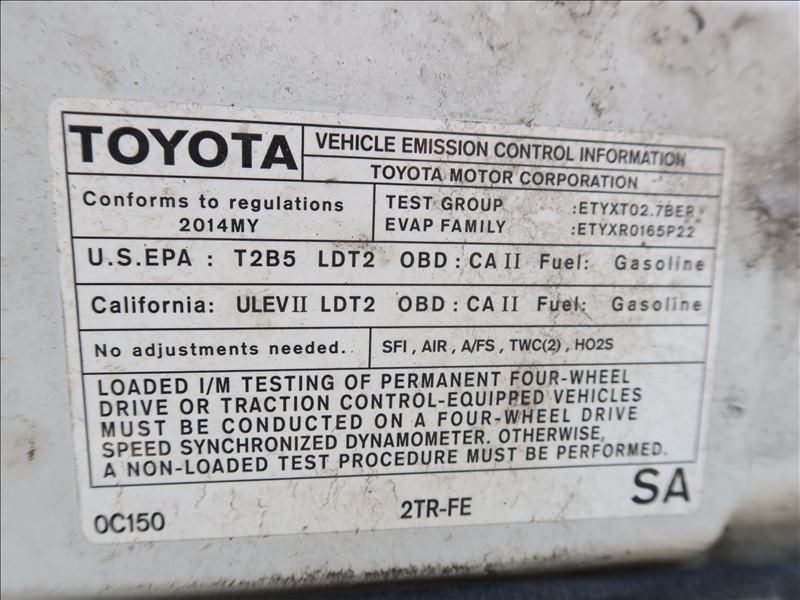 TOYOTA
VEHICLE EMISSION CONTROL INFORMATION
TOYOTA MOTOR CORPORATION
Conforms to regulations
2014MY
TEST GROUP :ETYXT02.7BER
EVAP FAMILY :ETYXR0165P22
U.S.EPA : T2B5 LDT2 OBD : CA II Fuel: Gasoline
California: ULEV II LDT2 OBD : CA II Fuel: Gasoline
No adjustments needed.
SFI , AIR , A/FS , TWC(2) , HO2S
LOADED I/M TESTING OF PERMANENT FOUR-WHEEL
DRIVE OR TRACTION CONTROL-EQUIPPED VEHICLES
MUST BE CONDUCTED ON A FOUR-WHEEL DRIVE
SPEED SYNCHRONIZED DYNAMOMETER. OTHERWISE,
A NON-LOADED TEST PROCEDURE MUST BE PERFORMED.
0C150 2TR-FE SA